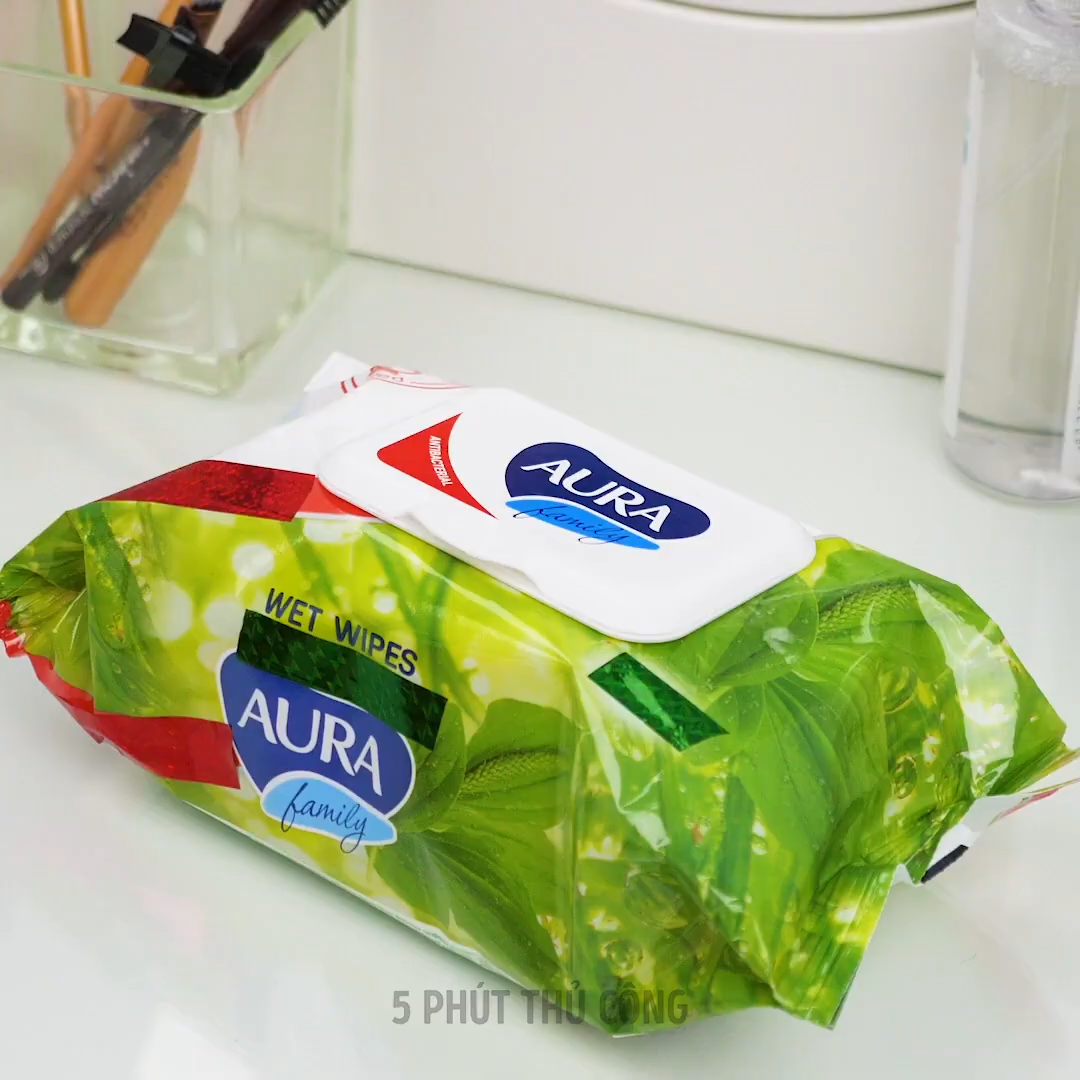 ANTIBACTERIAL
AURA
family
WET WIPES
AURA
family
5 PHÚT THỦ CÔNG